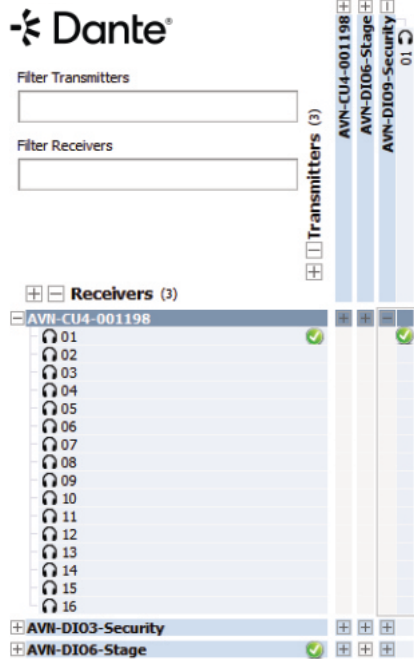 Dante®
Filter Transmitters
Filter Receivers
Transmitters (3)
AVN-CU4-001198
AVN-DIO6-Stage
AVN-DIO9-Security
01
Receivers (3)
AVN-CU4-001198
01
02
03
04
05
06
07
08
09
10
11
12
13
14
15
16
AVN-DIO3-Security
AVN-DIO6-Stage